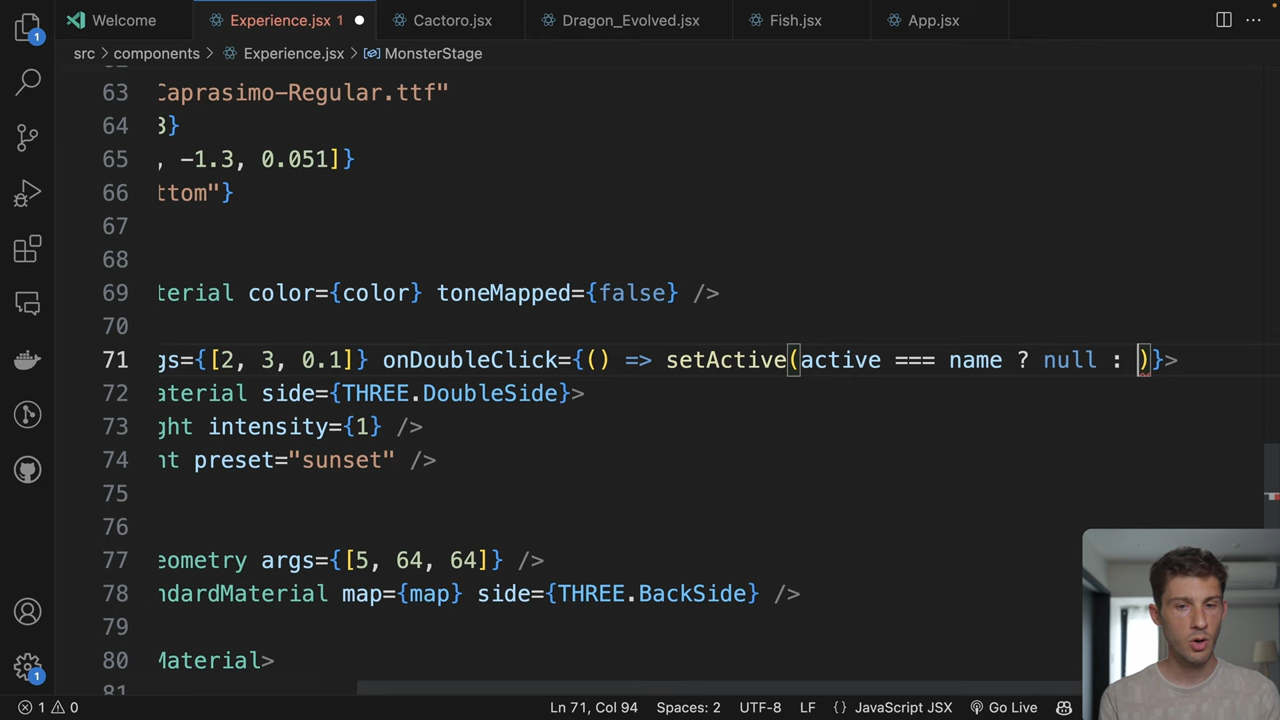 Welcome
Experience.jsx 1
Cactoro.jsx
Dragon_Evolved.jsx
Fish.jsx
App.jsx
src > components > Experience.jsx > MonsterStage
63 Caprasimo-Regular.ttf"
64 3}
65 , -1.3, 0.051]}
66 ttom"}
67
68
69 terial color={color} toneMapped={false} />
70
71 gs={[2, 3, 0.1]} onDoubleClick={() => setActive(active === name ? null : )}>
72 aterial side={THREE.DoubleSide}>
73 ght intensity={1} />
74 nt preset="sunset" />
75
76
77 eometry args={[5, 64, 64]} />
78 ndardMaterial map={map} side={THREE.BackSide} />
79
80 Material>
81
1
1
1 0
Ln 71, Col 94
Spaces: 2
UTF-8
LF
{} JavaScript JSX
Go Live